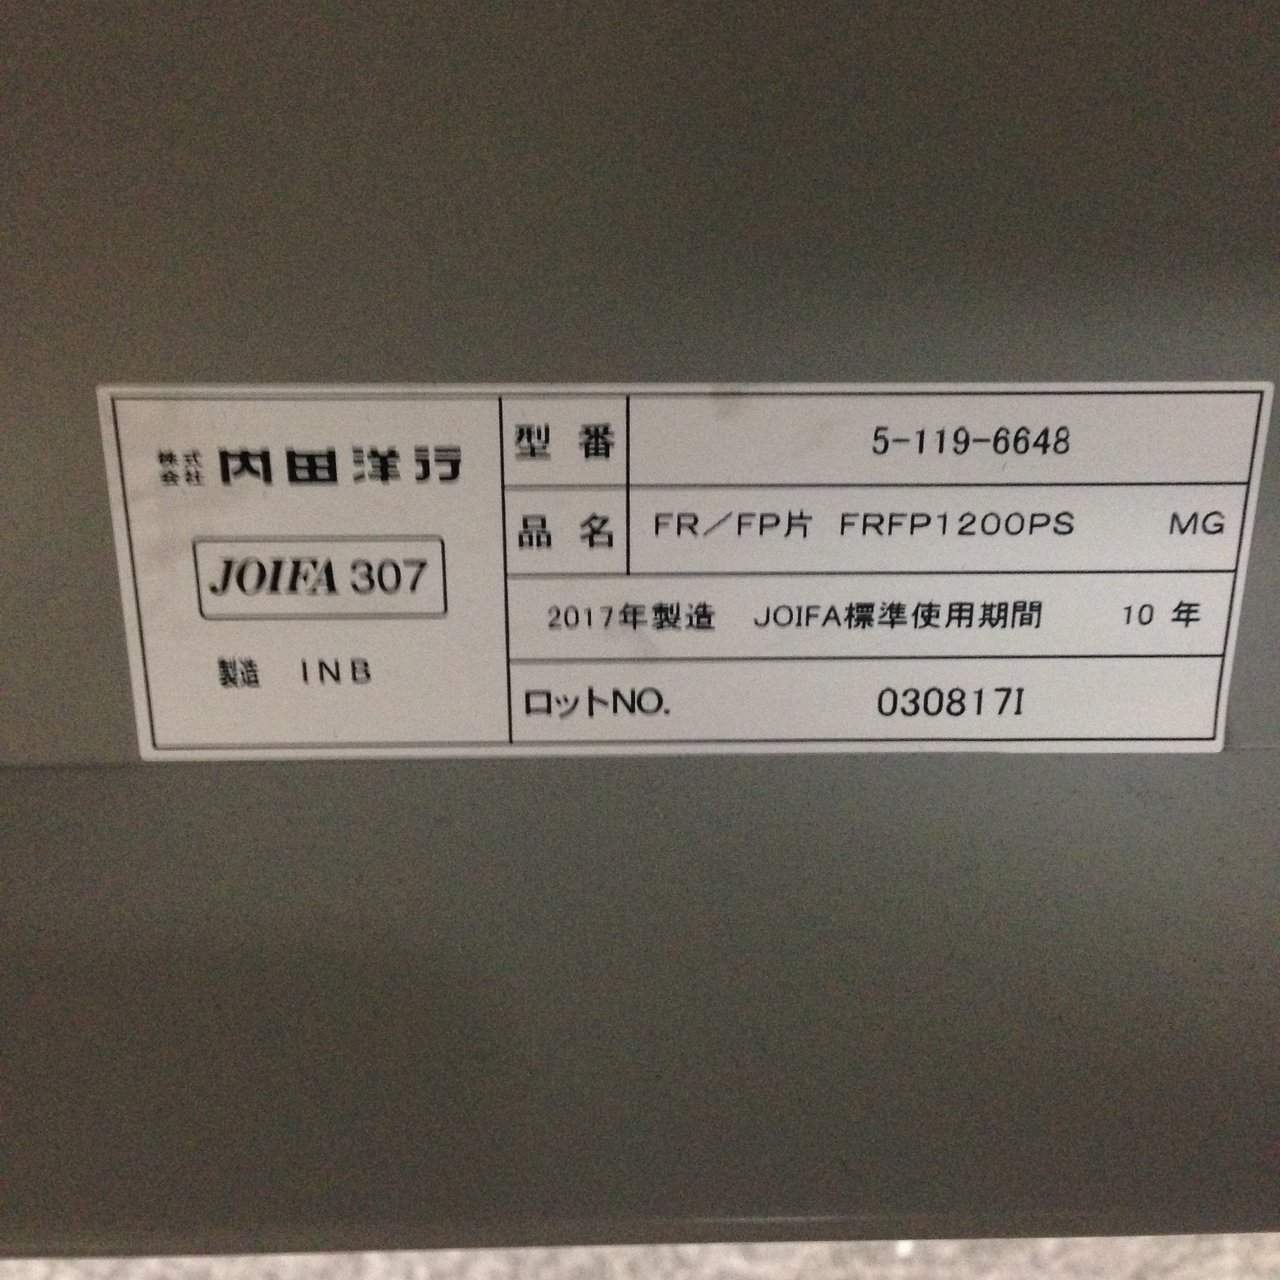 株式会社 内田洋行
JOIFA 307
製造 INB
型番 5-119-6648
品名 FR／FP片 FRFP1200PS MG
2017年製造 JOIFA標準使用期間 10年
ロットNO. 030817I